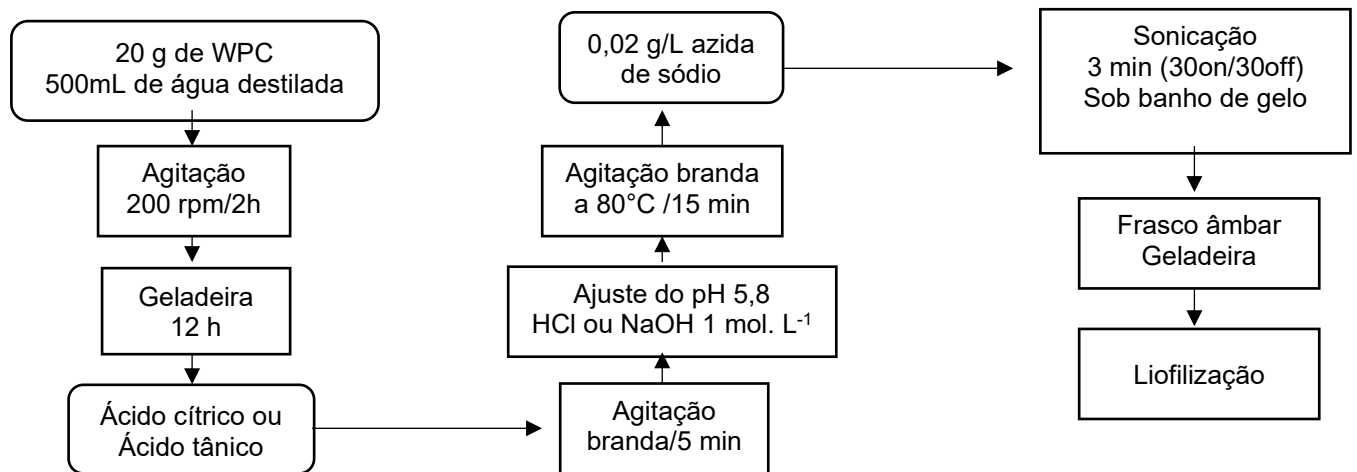 20 g de WPC
500mL de água destilada
Agitação
200 rpm/2h
Geladeira
12 h
Ácido cítrico ou
Ácido tânico
Agitação
branda/5 min
Ajuste do pH 5,8
HCl ou NaOH 1 mol. L⁻¹
Agitação branda
a 80°C /15 min
0,02 g/L azida
de sódio
Sonicação
3 min (30on/30off)
Sob banho de gelo
Frasco âmbar
Geladeira
Liofilização